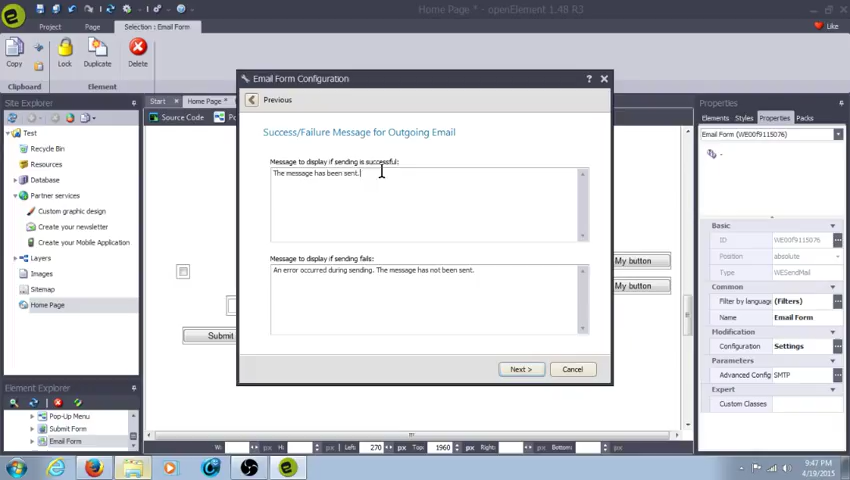 Home Page * - openElement 1.48 R3
Project
Page
Selection : Email Form
Like
Copy
Lock
Duplicate
Delete
Clipboard
Element
Site Explorer
Start
Home Page *
Source Code
Test
Recycle Bin
Resources
Database
Partner services
Custom graphic design
Create your newsletter
Create your Mobile Application
Layers
Images
Sitemap
Home Page
Submit
Email Form Configuration
?
Previous
Success/Failure Message for Outgoing Email
Message to display if sending is successful:
The message has been sent.
Message to display if sending fails:
An error occurred during sending. The message has not been sent.
Next >
Cancel
My button
My button
Properties
Elements
Styles
Properties
Packs
Email Form (WE00f9115076)
-
Basic
ID WE00f9115076
Position absolute
Type WESendMail
Common
Filter by language (Filters)
Name Email Form
Modification
Configuration Settings
Parameters
Advanced Config SMTP
Expert
Custom Classes
Element Explorer
Pop-Up Menu
Submit Form
Email Form
W: px H: px Left: 270 px Top: 1960 px Right: px Bottom:
9:47 PM
4/19/2015